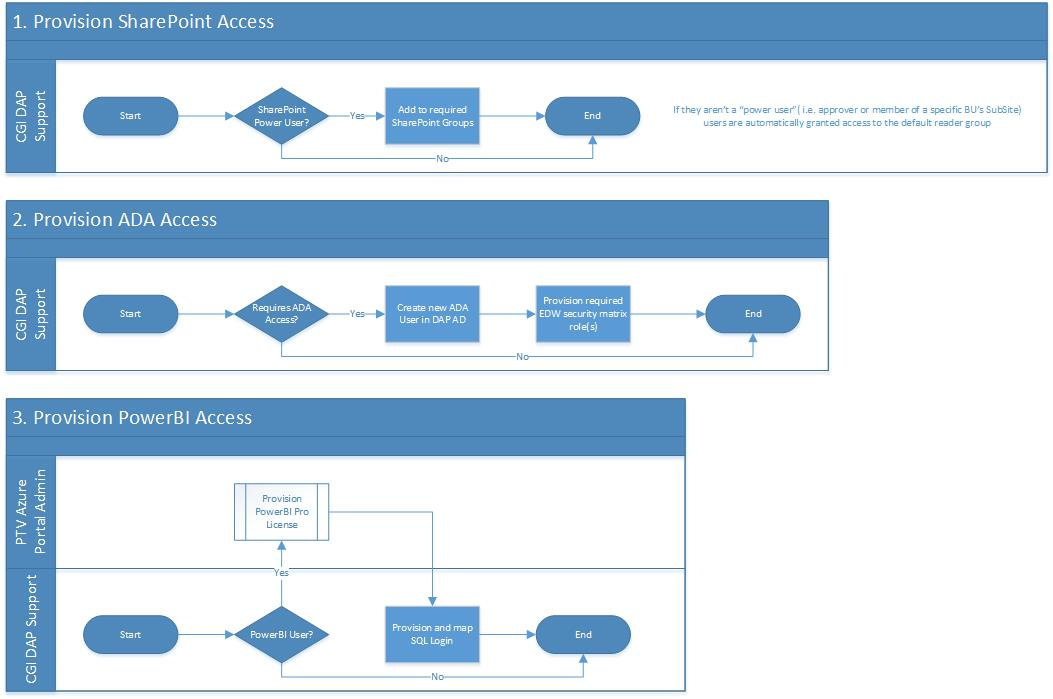 1. Provision SharePoint Access
CGI DAP
Support
Start
SharePoint
Power User?
Yes
Add to required
SharePoint Groups
End
No
If they aren't a "power user"( i.e. approver or member of a specific BU's SubSite)
users are automatically granted access to the default reader group
2. Provision ADA Access
CGI DAP
Support
Start
Requires ADA
Access?
Yes
Create new ADA
User in DAP AD
Provision required
EDW security matrix
role(s)
End
No
3. Provision PowerBI Access
PTV Azure
Portal Admin
Provision
PowerBI Pro
License
Yes
CGI DAP Support
Start
PowerBI User?
Provision and map
SQL Login
End
No